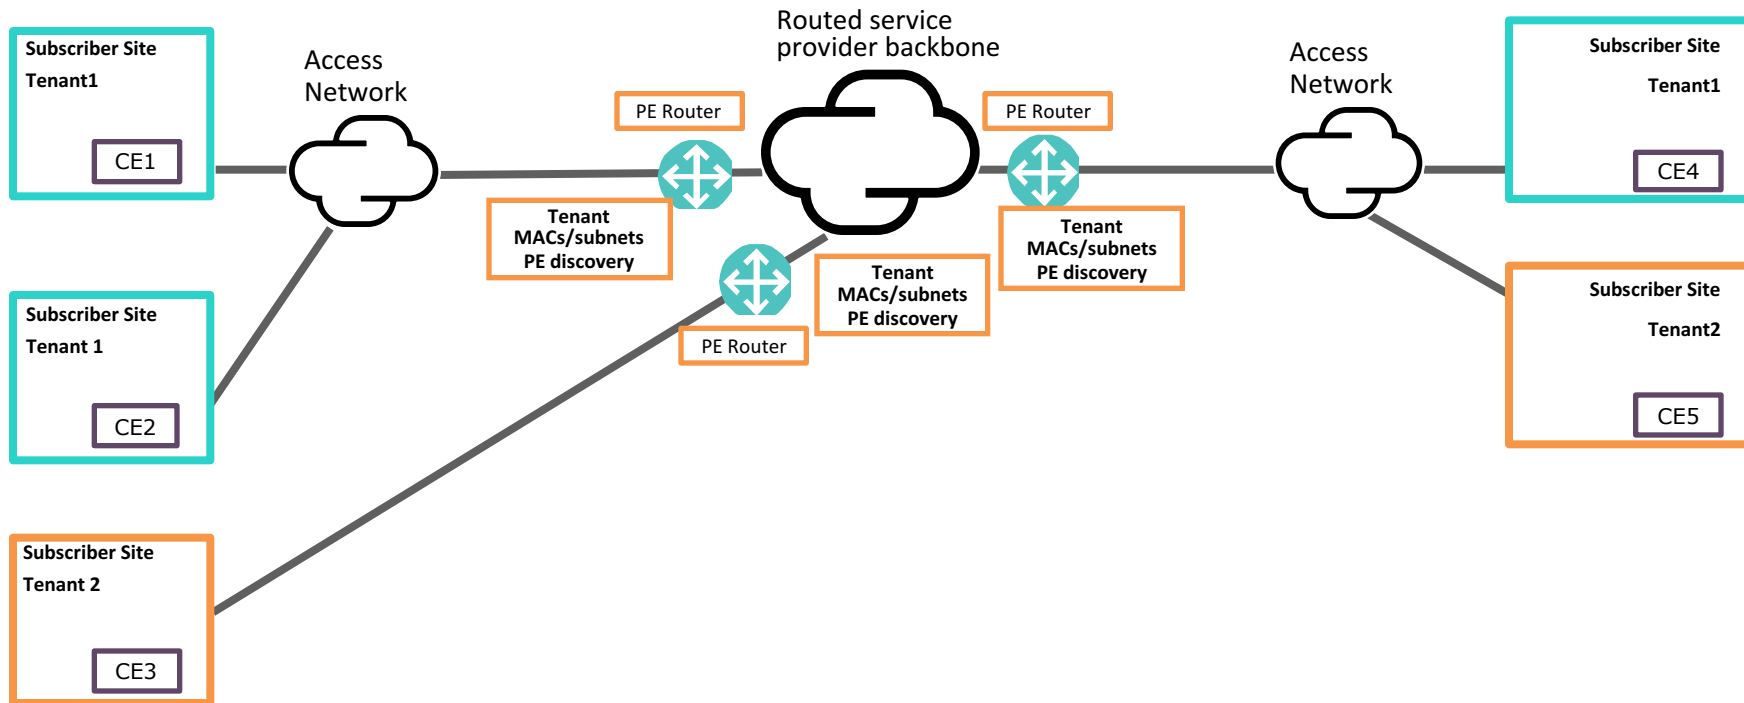 Subscriber Site
Tenant1
CE1
Access
Network
PE Router
Routed service
provider backbone
PE Router
Access
Network
Subscriber Site
Tenant1
CE4
Tenant
MACs/subnets
PE discovery
Tenant
MACs/subnets
PE discovery
Tenant
MACs/subnets
PE discovery
PE Router
Subscriber Site
Tenant 1
CE2
Subscriber Site
Tenant2
CE5
Subscriber Site
Tenant 2
CE3